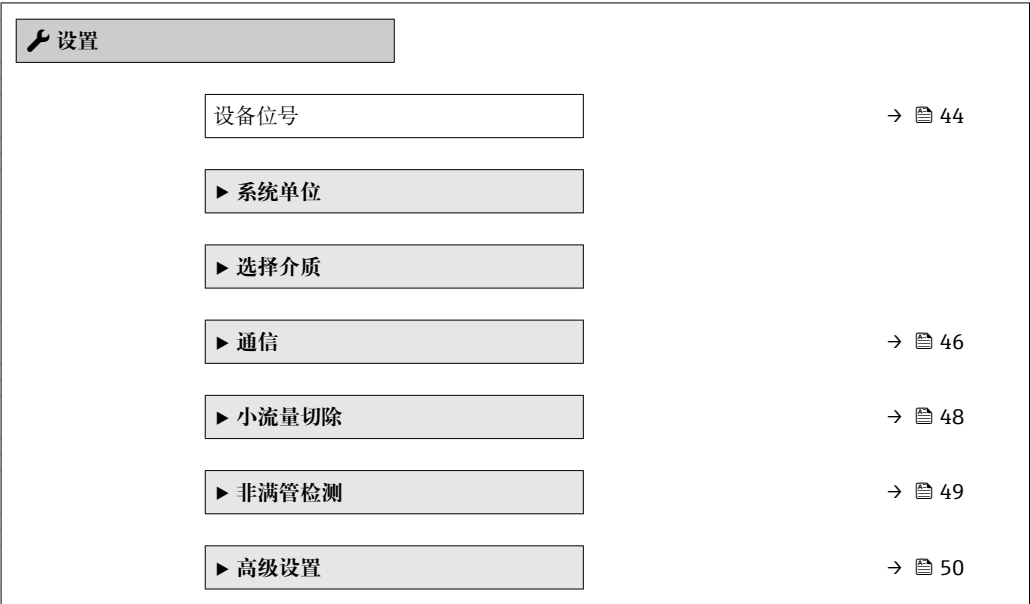 设置
设备位号 → 44
▶ 系统单位
▶ 选择介质
▶ 通信 → 46
▶ 小流量切除 → 48
▶ 非满管检测 → 49
▶ 高级设置 → 50